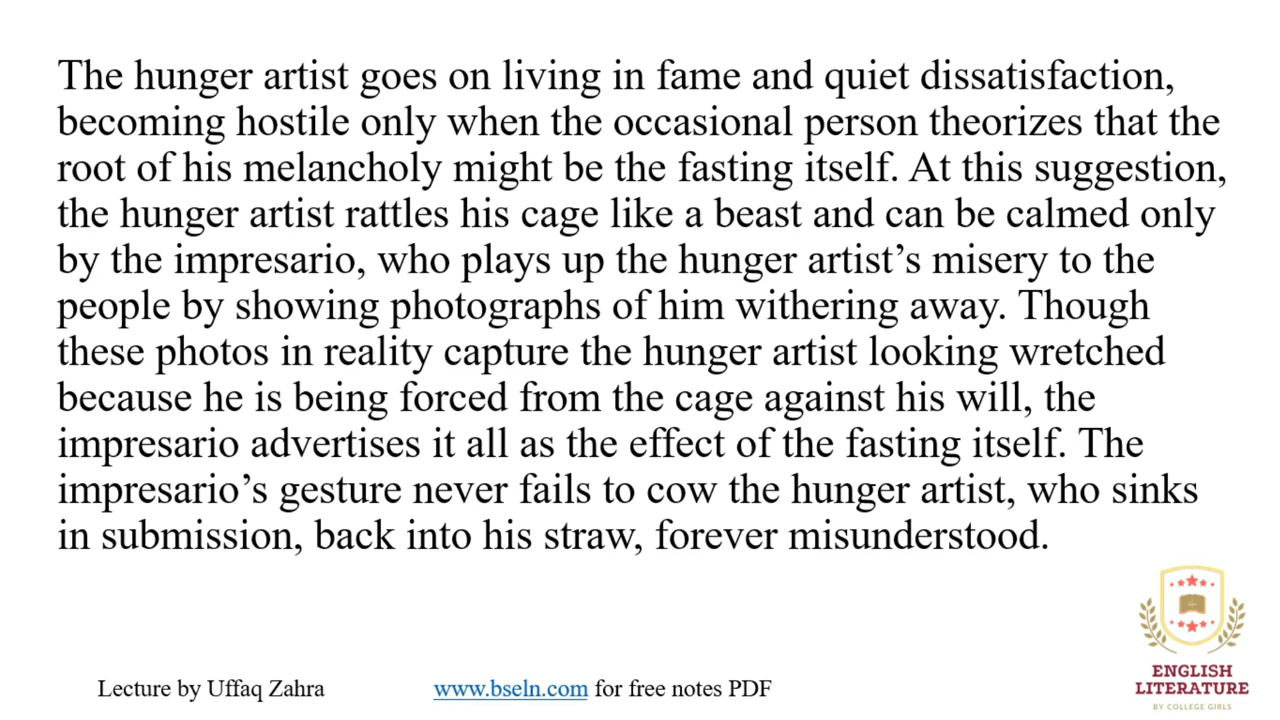 The hunger artist goes on living in fame and quiet dissatisfaction,
becoming hostile only when the occasional person theorizes that the
root of his melancholy might be the fasting itself. At this suggestion,
the hunger artist rattles his cage like a beast and can be calmed only
by the impresario, who plays up the hunger artist’s misery to the
people by showing photographs of him withering away. Though
these photos in reality capture the hunger artist looking wretched
because he is being forced from the cage against his will, the
impresario advertises it all as the effect of the fasting itself. The
impresario’s gesture never fails to cow the hunger artist, who sinks
in submission, back into his straw, forever misunderstood.
Lecture by Uffaq Zahra
www.bseln.com for free notes PDF
ENGLISH
LITERATURE
BY COLLEGE GIRLS